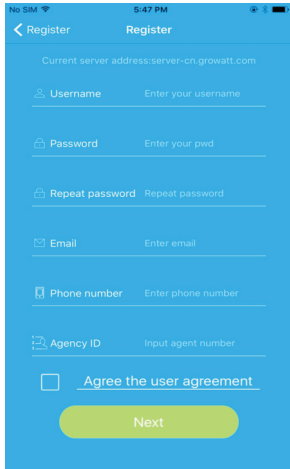 No SIM 5:47 PM
Register Register
Current server address:server-cn.growatt.com
Username Enter your username
Password Enter your pwd
Repeat password Repeat password
Email Enter email
Phone number Enter phone number
Agency ID Input agent number
Agree the user agreement
Next